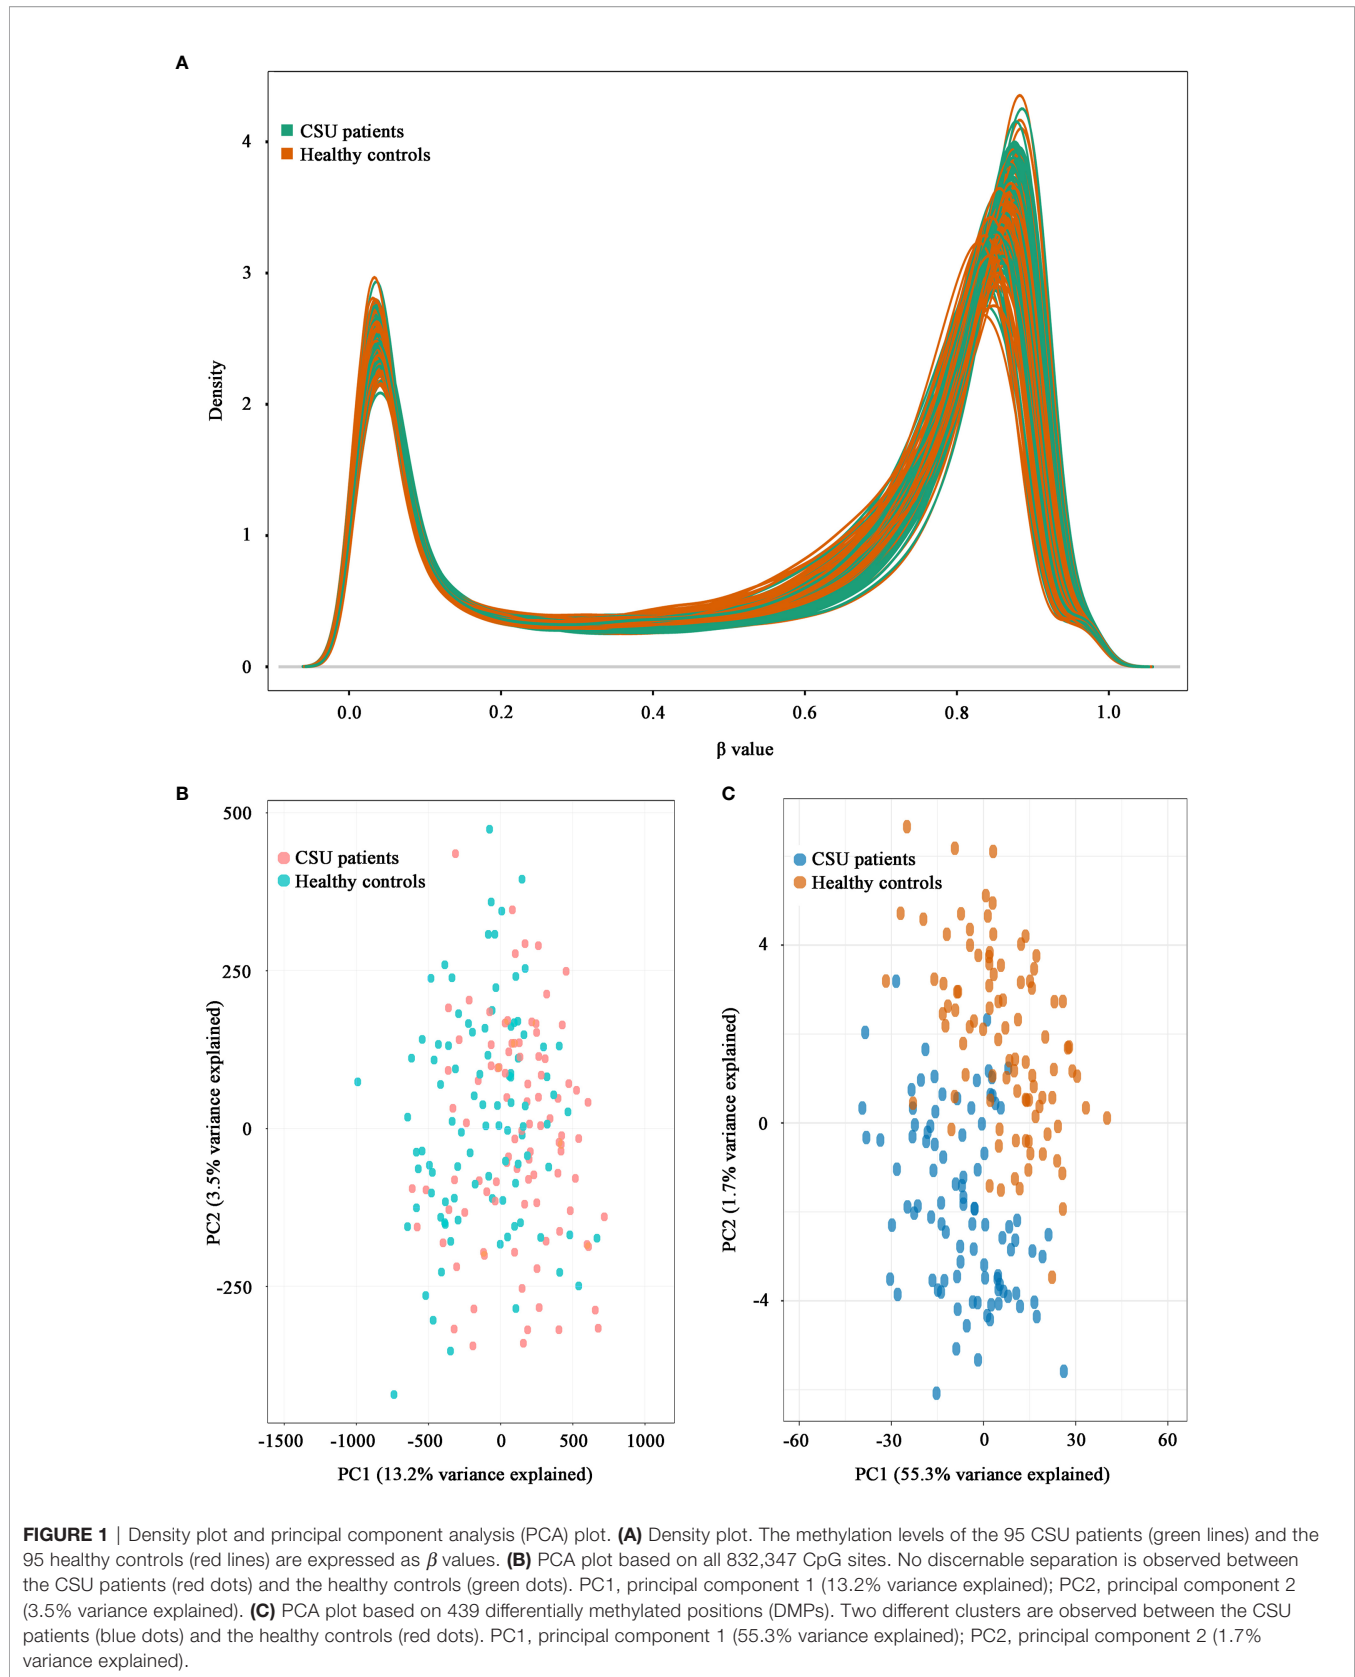 A
CSU patients
Healthy controls
4
3
2
1
0
Density
0.0 0.2 0.4 0.6 0.8 1.0
β value
B
500
250
0
-250
PC2 (3.5% variance explained)
CSU patients
Healthy controls
-1500 -1000 -500 0 500 1000
PC1 (13.2% variance explained)
C
4
0
-4
PC2 (1.7% variance explained)
CSU patients
Healthy controls
-60 -30 0 30 60
PC1 (55.3% variance explained)
FIGURE 1 | Density plot and principal component analysis (PCA) plot. (A) Density plot. The methylation levels of the 95 CSU patients (green lines) and the
95 healthy controls (red lines) are expressed as β values. (B) PCA plot based on all 832,347 CpG sites. No discernable separation is observed between
the CSU patients (red dots) and the healthy controls (green dots). PC1, principal component 1 (13.2% variance explained); PC2, principal component 2
(3.5% variance explained). (C) PCA plot based on 439 differentially methylated positions (DMPs). Two different clusters are observed between the CSU
patients (blue dots) and the healthy controls (red dots). PC1, principal component 1 (55.3% variance explained); PC2, principal component 2 (1.7%
variance explained).